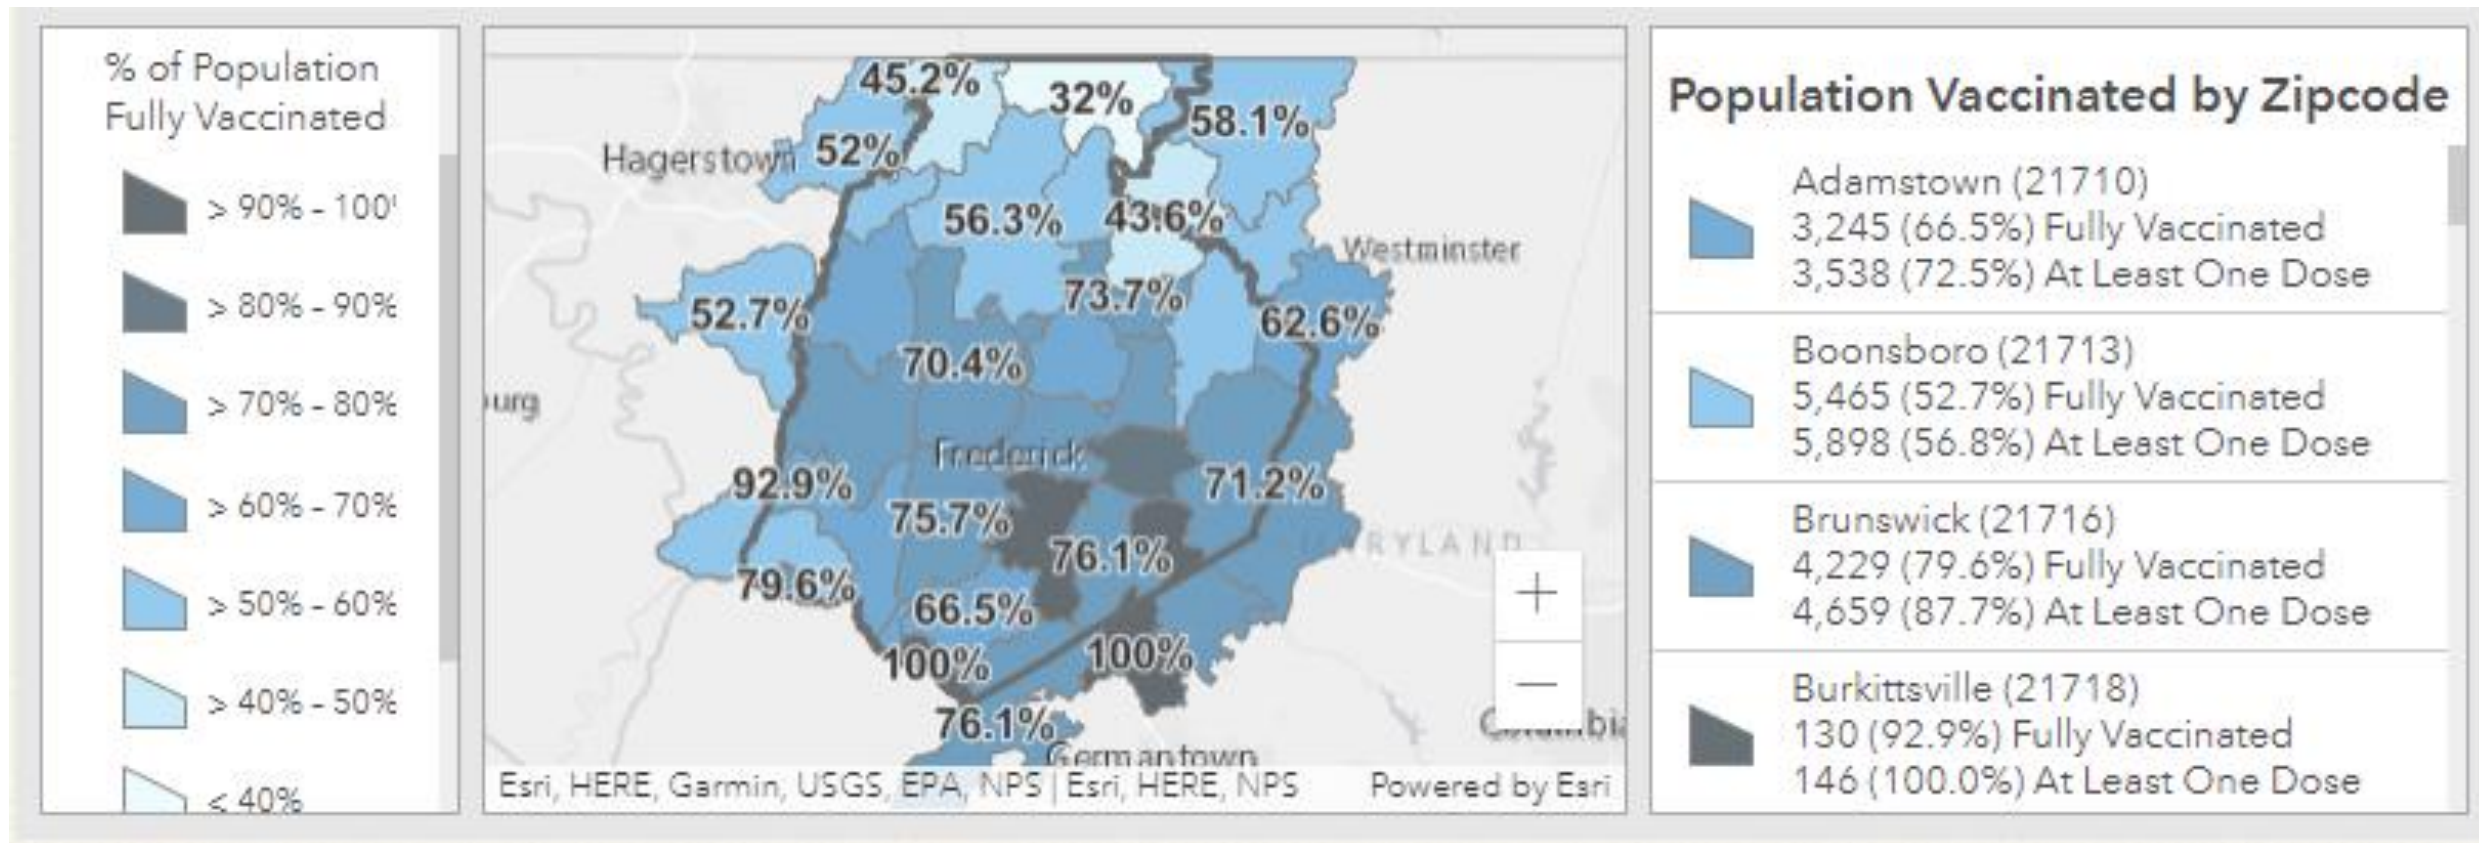 % of Population
Fully Vaccinated
> 90% - 100
> 80% - 90%
> 70% - 80%
> 60% - 70%
> 50% - 60%
> 40% - 50%
< 40%
45.2%
32%
58.1%
Hagerstown
52%
56.3%
43.6%
Westminster
52.7%
73.7%
62.6%
70.4%
urg
Frederick
92.9%
71.2%
75.7%
76.1%
RYLAND
79.6%
66.5%
100%
100%
76.1%
Germantown
+
−
Esri, HERE, Garmin, USGS, EPA, NPS | Esri, HERE, NPS
Powered by Esri
Population Vaccinated by Zipcode
Adamstown (21710)
3,245 (66.5%) Fully Vaccinated
3,538 (72.5%) At Least One Dose
Boonsboro (21713)
5,465 (52.7%) Fully Vaccinated
5,898 (56.8%) At Least One Dose
Brunswick (21716)
4,229 (79.6%) Fully Vaccinated
4,659 (87.7%) At Least One Dose
Burkittsville (21718)
130 (92.9%) Fully Vaccinated
146 (100.0%) At Least One Dose